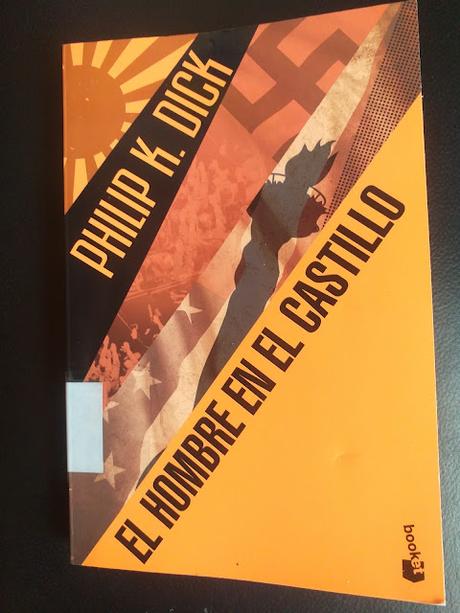 PHILIP K. DICK
EL HOMBRE EN EL CASTILLO
booket